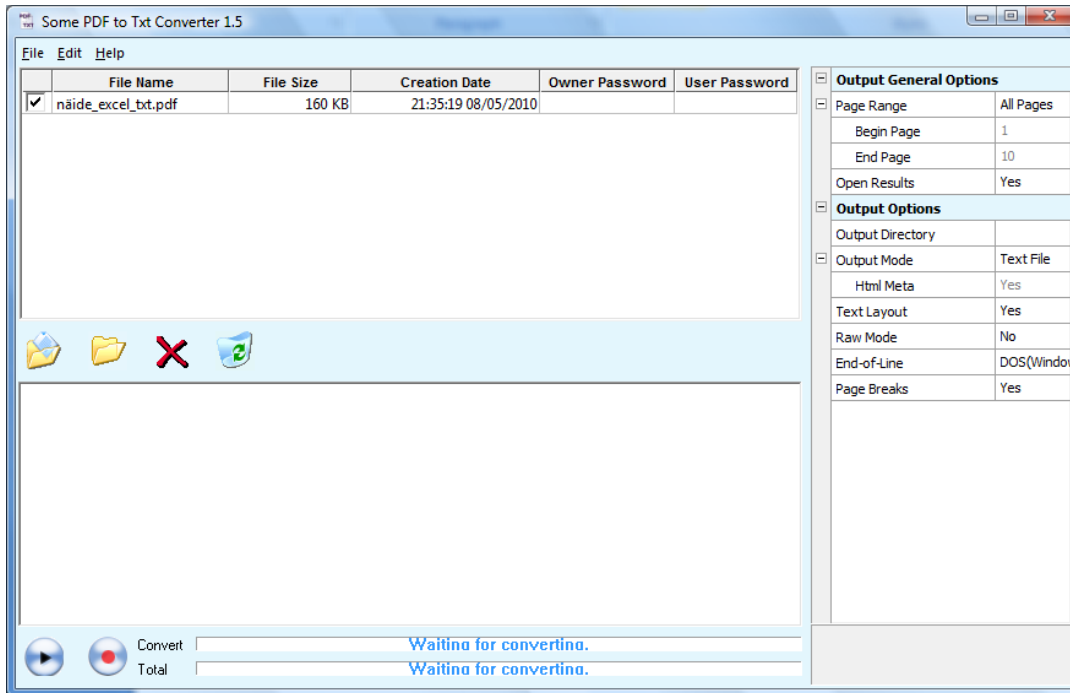 Some PDF to Txt Converter 1.5
File Edit Help
File Name File Size Creation Date Owner Password User Password
näide_excel_txt.pdf 160 KB 21:35:19 08/05/2010
Output General Options
Page Range All Pages
Begin Page 1
End Page 10
Open Results Yes
Output Options
Output Directory
Output Mode Text File
Html Meta Yes
Text Layout Yes
Raw Mode No
End-of-Line DOS(Window
Page Breaks Yes
Convert Waiting for converting.
Total Waiting for converting.